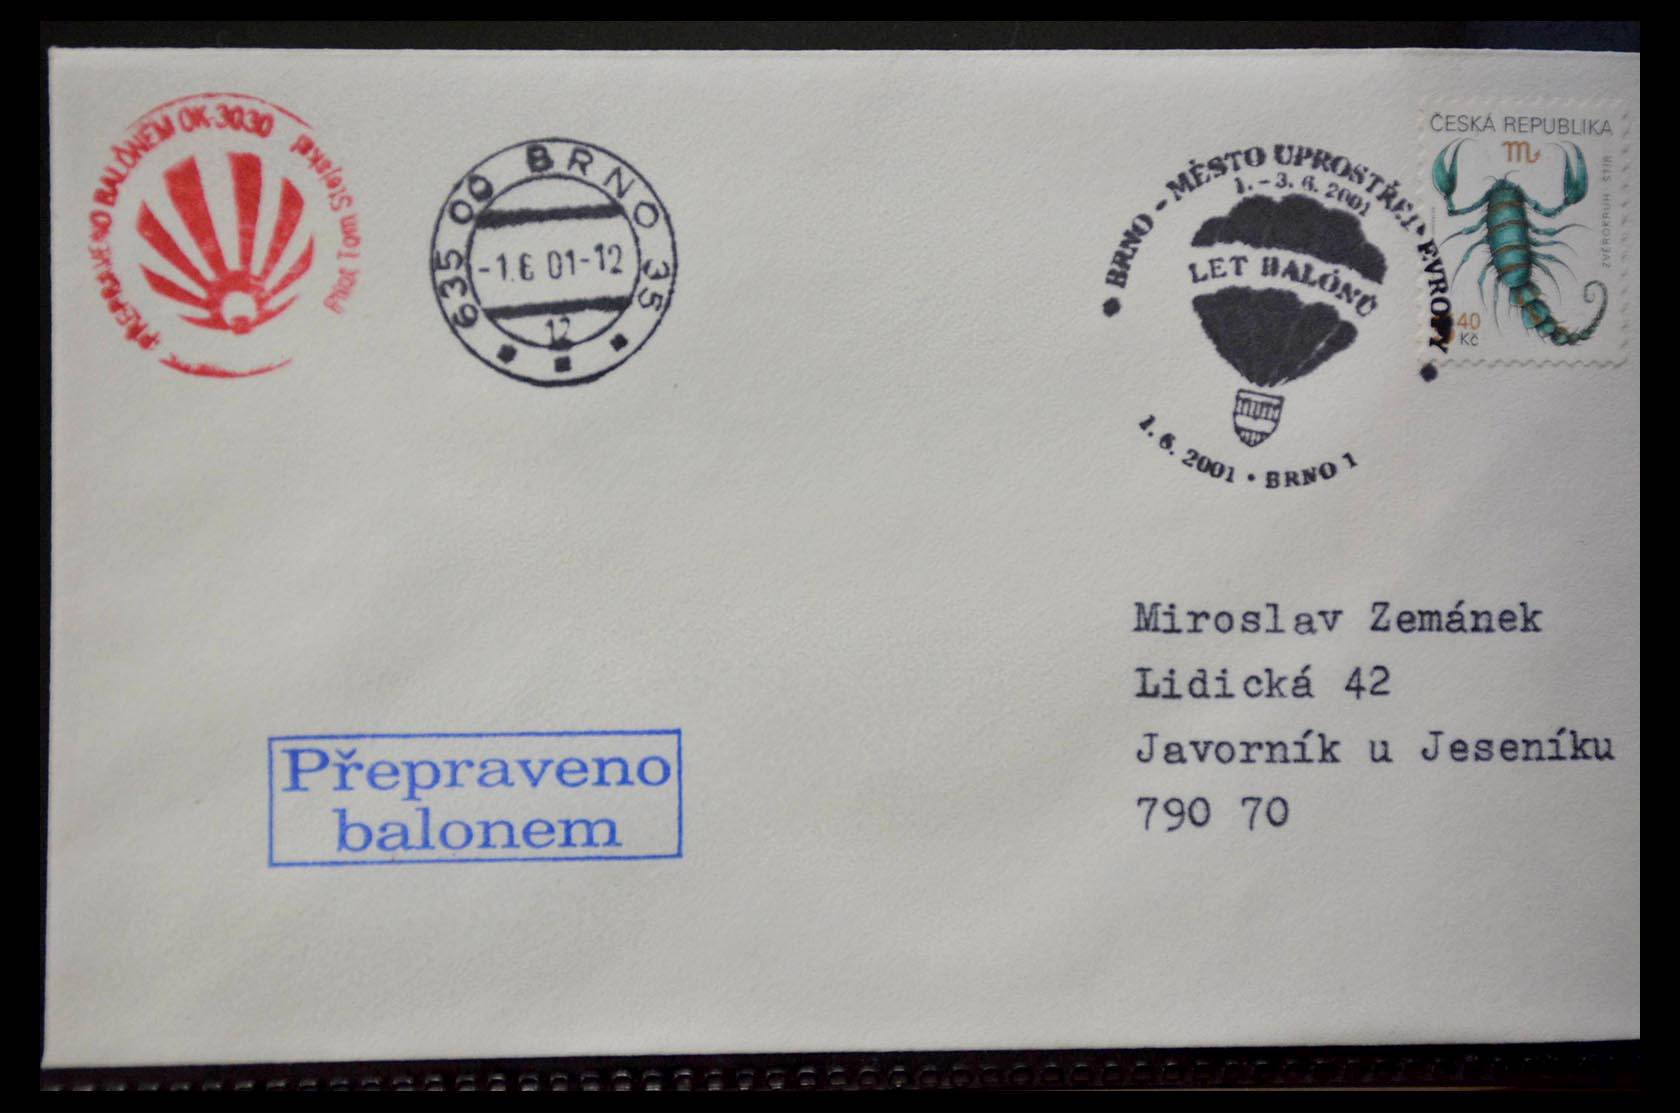 PŘEPRAVENO BALÓNEM OK-3030
Pilot Tom
635 00 BRNO 35
-1.6 01-12
12
BRNO - MĚSTO UPROSTŘED EVROPY
1. - 3. 6. 2001
LET BALÓNŮ
1. 6. 2001 • BRNO 1
ČESKÁ REPUBLIKA
ZVĚROKRUH ŠTÍR
40
Kč
Miroslav Zemánek
Lidická 42
Javorník u Jeseníku
790 70
Přepraveno
balonem